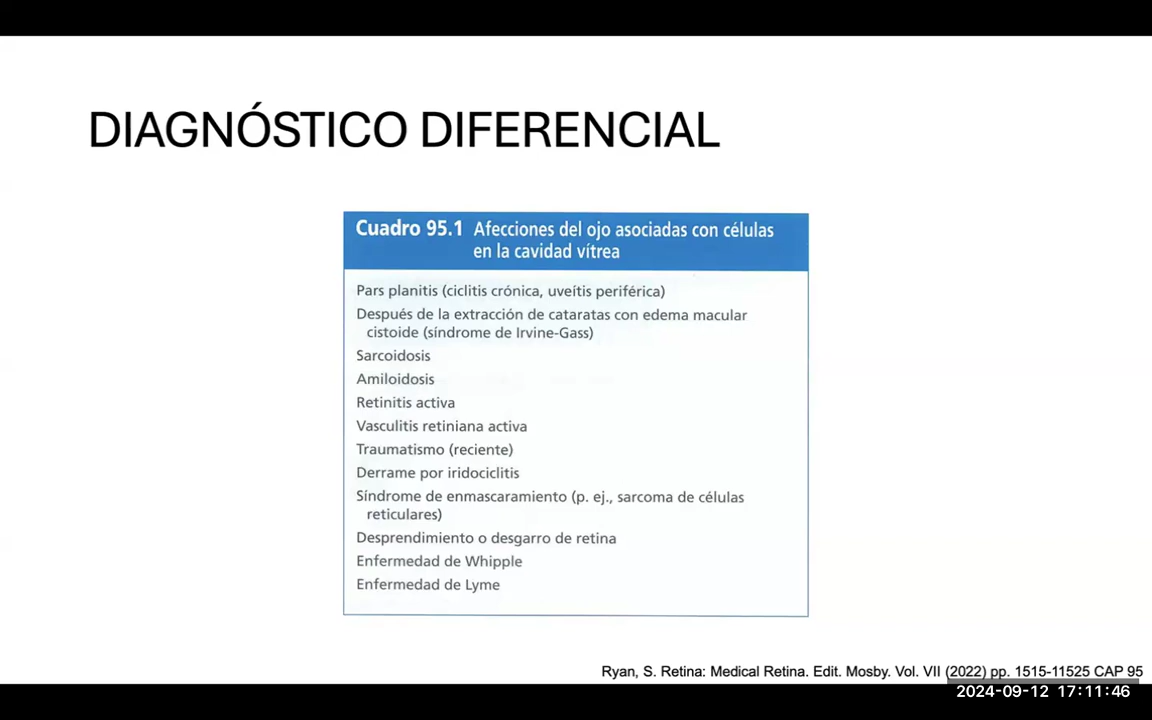 DIAGNÓSTICO DIFERENCIAL
Cuadro 95.1 Afecciones del ojo asociadas con células
en la cavidad vítrea
Pars planitis (ciclitis crónica, uveítis periférica)
Después de la extracción de cataratas con edema macular
cistoide (síndrome de Irvine-Gass)
Sarcoidosis
Amiloidosis
Retinitis activa
Vasculitis retiniana activa
Traumatismo (reciente)
Derrame por iridociclitis
Síndrome de enmascaramiento (p. ej., sarcoma de células
reticulares)
Desprendimiento o desgarro de retina
Enfermedad de Whipple
Enfermedad de Lyme
Ryan, S. Retina: Medical Retina. Edit. Mosby. Vol. VII (2022) pp. 1515-11525 CAP 95
2024-09-12 17:11:46